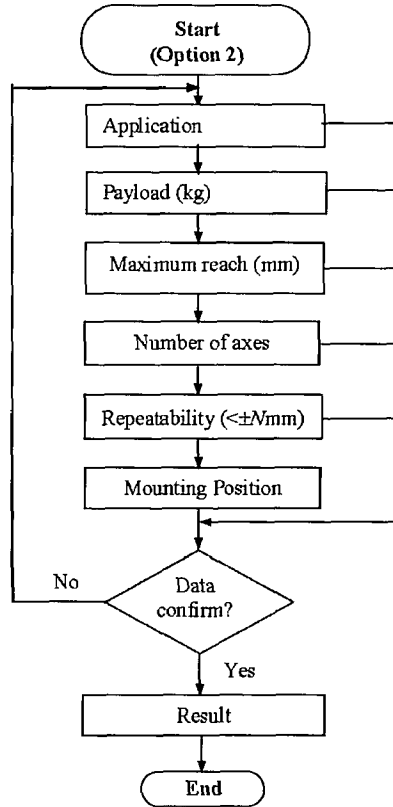 Start
(Option 2)
Application
Payload (kg)
Maximum reach (mm)
Number of axes
Repeatability (<±Nmm)
Mounting Position
No
Data
confirm?
Yes
Result
End